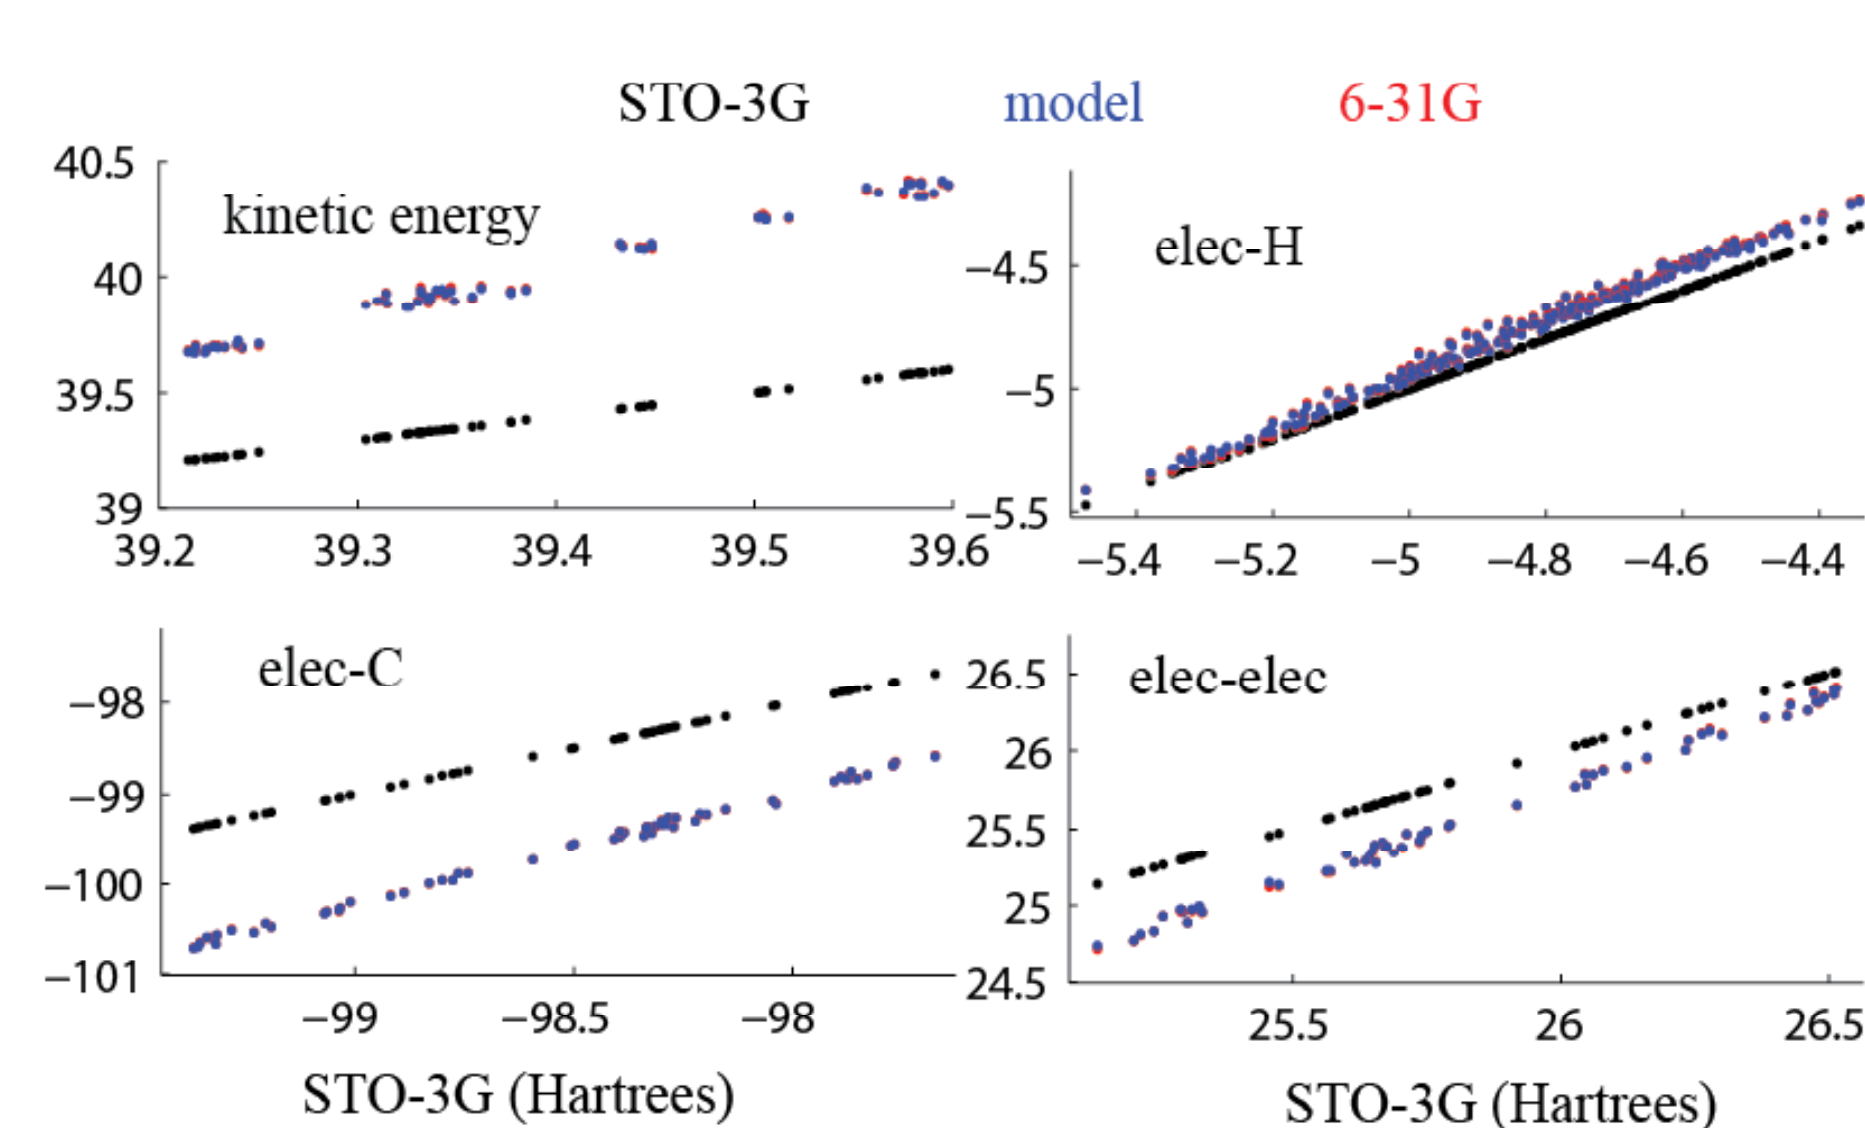 STO-3G model 6-31G
40.5
kinetic energy
40
39.5
39
39.2 39.3 39.4 39.5 39.6
elec-H
−4.5
−5
−5.5
−5.4 −5.2 −5 −4.8 −4.6 −4.4
elec-C
−98
−99
−100
−101
−99 −98.5 −98
STO-3G (Hartrees)
26.5
elec-elec
26
25.5
25
24.5
25.5 26 26.5
STO-3G (Hartrees)